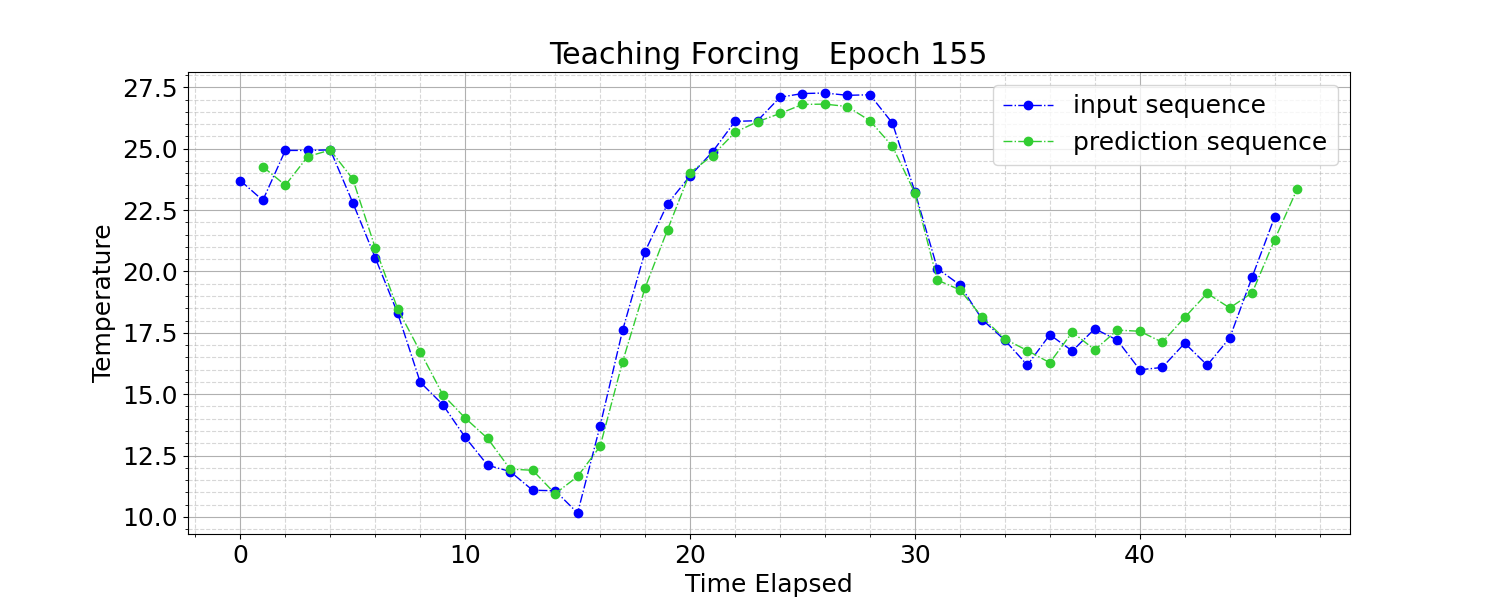 Teaching Forcing   Epoch 155
27.5
25.0
22.5
20.0
17.5
15.0
12.5
10.0
Temperature
input sequence
prediction sequence
0 10 20 30 40
Time Elapsed